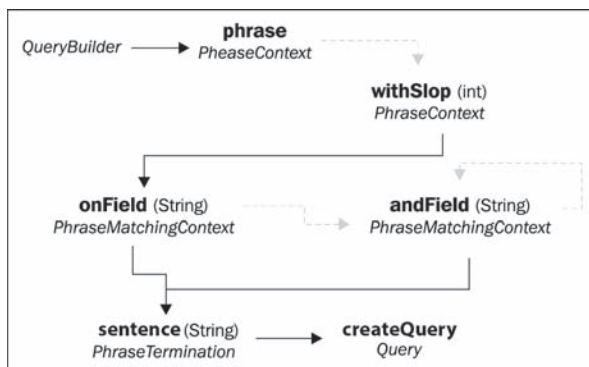 phrase
QueryBuilder
PheaseContext
withSlop (int)
PhraseContext
onField (String)
andField (String)
PhraseMatchingContext
PhraseMatchingContext
sentence(String)
createQuery
PhraseTermination
Query